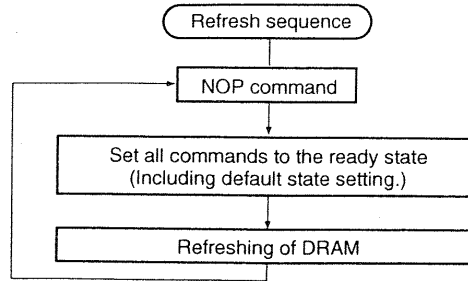 Refresh sequence
NOP command
Set all commands to the ready state
(Including default state setting.)
Refreshing of DRAM